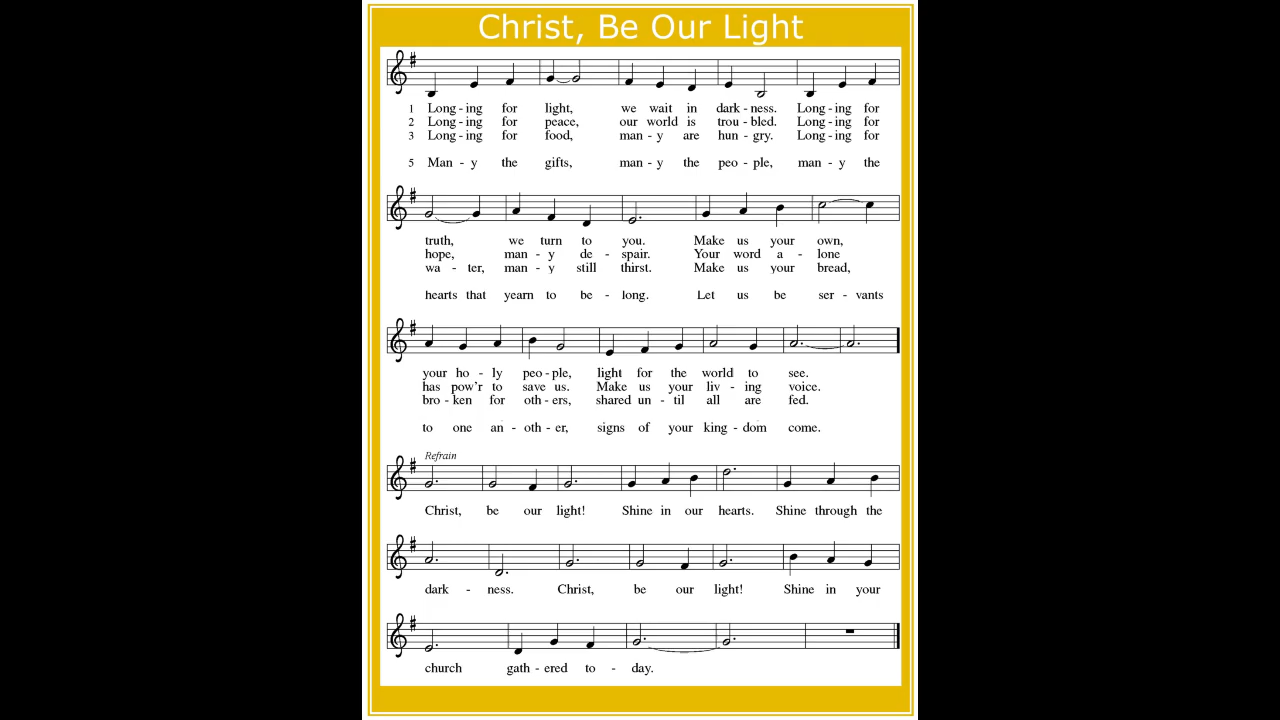 Christ, Be Our Light
1 Long - ing for light, we wait in dark - ness. Long - ing for
2 Long - ing for peace, our world is trou - bled. Long - ing for
3 Long - ing for food, man - y are hun - gry. Long - ing for
5 Man - y the gifts, man - y the peo - ple, man - y the
truth, we turn to you. Make us your own,
hope, man - y de - spair. Your word a - lone
wa - ter, man - y still thirst. Make us your bread,
hearts that yearn to be - long. Let us be ser - vants
your ho - ly peo - ple, light for the world to see.
has pow'r to save us. Make us your liv - ing voice.
bro - ken for oth - ers, shared un - til all are fed.
to one an - oth - er, signs of your king - dom come.
Refrain
Christ, be our light! Shine in our hearts. Shine through the
dark - ness. Christ, be our light! Shine in your
church gath - ered to - day.